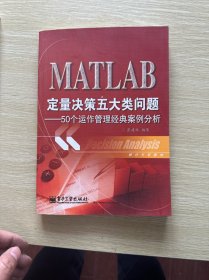 MATLAB
定量决策五大类问题
——50个运作管理经典案例分析
Decision Analysis
电子工业出版社